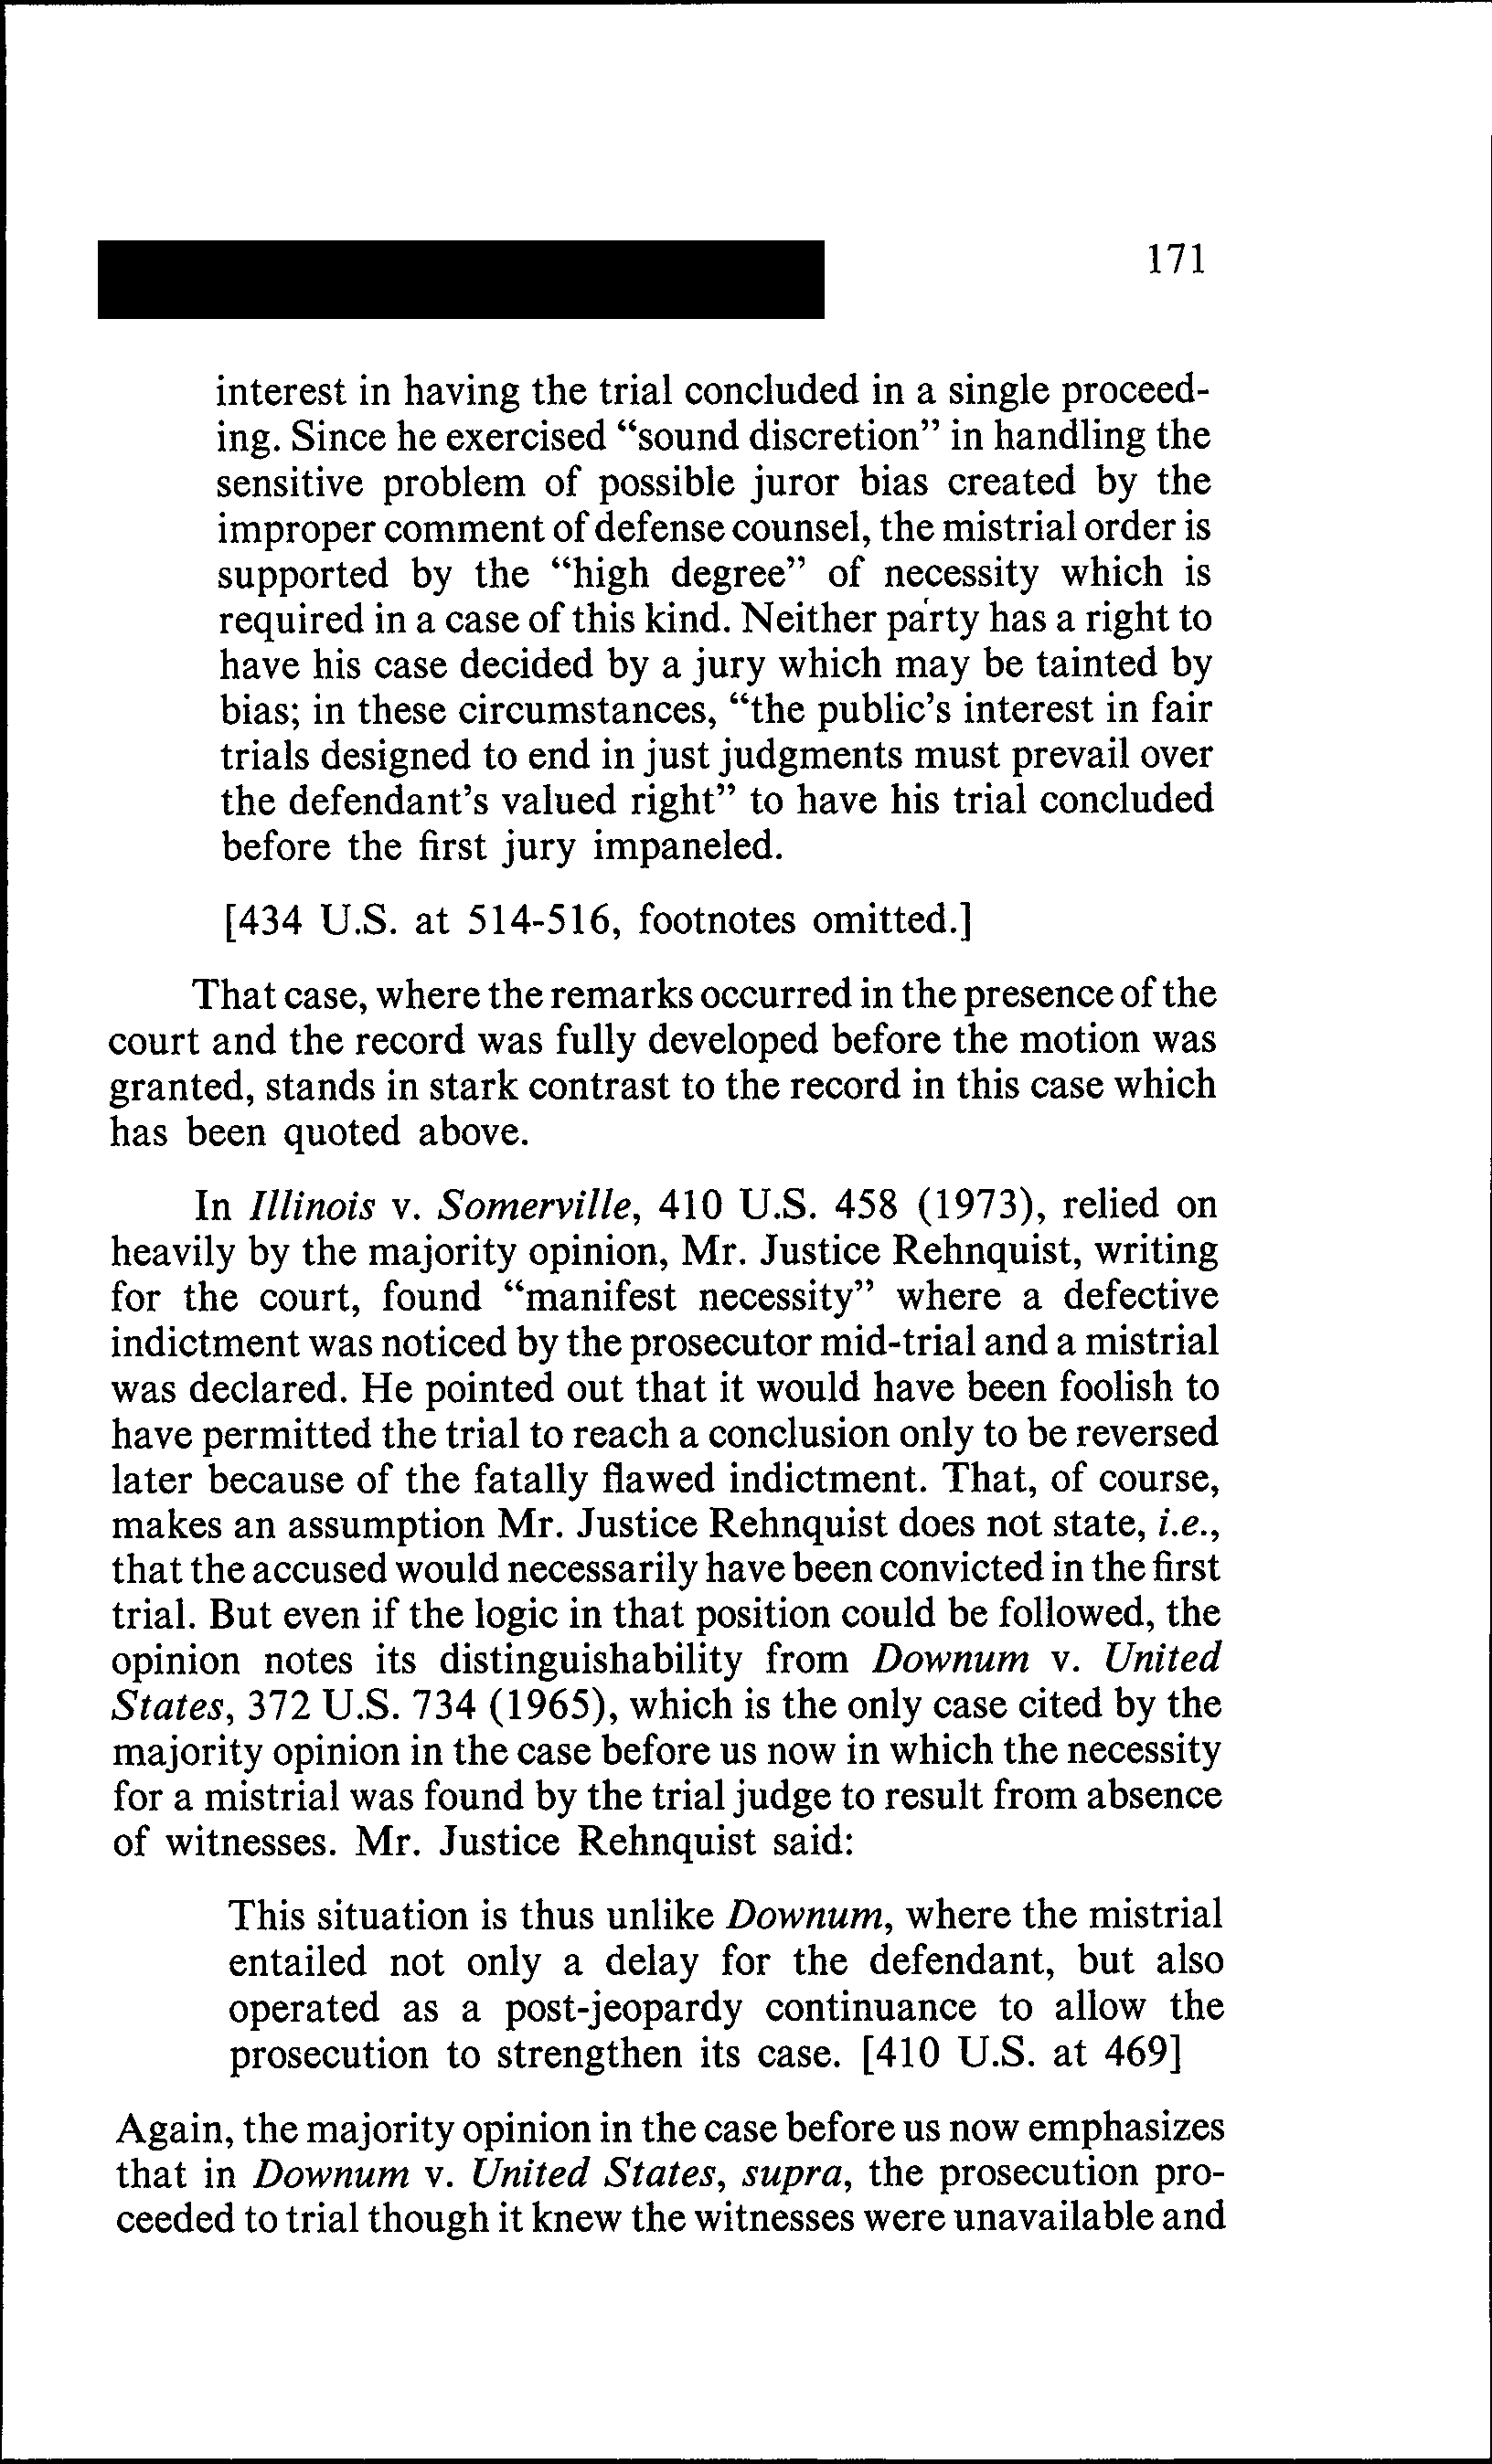 171
interest in having the trial concluded in a single proceed-
ing. Since he exercised “sound discretion” in handling the
sensitive problem of possible juror bias created by the
improper comment of defense counsel, the mistrial order is
supported by the “high degree” of necessity which is
required in a case of this kind. Neither party has a right to
have his case decided by a jury which may be tainted by
bias; in these circumstances, “the public’s interest in fair
trials designed to end in just judgments must prevail over
the defendant’s valued right” to have his trial concluded
before the first jury impaneled.
[434 U.S. at 514-516, footnotes omitted.]
That case, where the remarks occurred in the presence of the
court and the record was fully developed before the motion was
granted, stands in stark contrast to the record in this case which
has been quoted above.
In Illinois v. Somerville, 410 U.S. 458 (1973), relied on
heavily by the majority opinion, Mr. Justice Rehnquist, writing
for the court, found “manifest necessity” where a defective
indictment was noticed by the prosecutor mid-trial and a mistrial
was declared. He pointed out that it would have been foolish to
have permitted the trial to reach a conclusion only to be reversed
later because of the fatally flawed indictment. That, of course,
makes an assumption Mr. Justice Rehnquist does not state, i.e.,
that the accused would necessarily have been convicted in the first
trial. But even if the logic in that position could be followed, the
opinion notes its distinguishability from Downum v. United
States, 372 U.S. 734 (1965), which is the only case cited by the
majority opinion in the case before us now in which the necessity
for a mistrial was found by the trial judge to result from absence
of witnesses. Mr. Justice Rehnquist said:
This situation is thus unlike Downum, where the mistrial
entailed not only a delay for the defendant, but also
operated as a post-jeopardy continuance to allow the
prosecution to strengthen its case. [410 U.S. at 469]
Again, the majority opinion in the case before us now emphasizes
that in Downum v. United States, supra, the prosecution pro-
ceeded to trial though it knew the witnesses were unavailable and